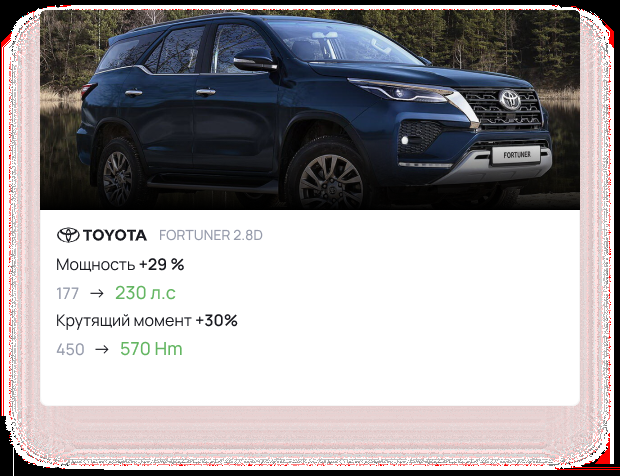 FORTUNER
TOYOTA FORTUNER 2.8D
Мощность +29 %
177 → 230 л.с
Крутящий момент +30%
450 → 570 Нm